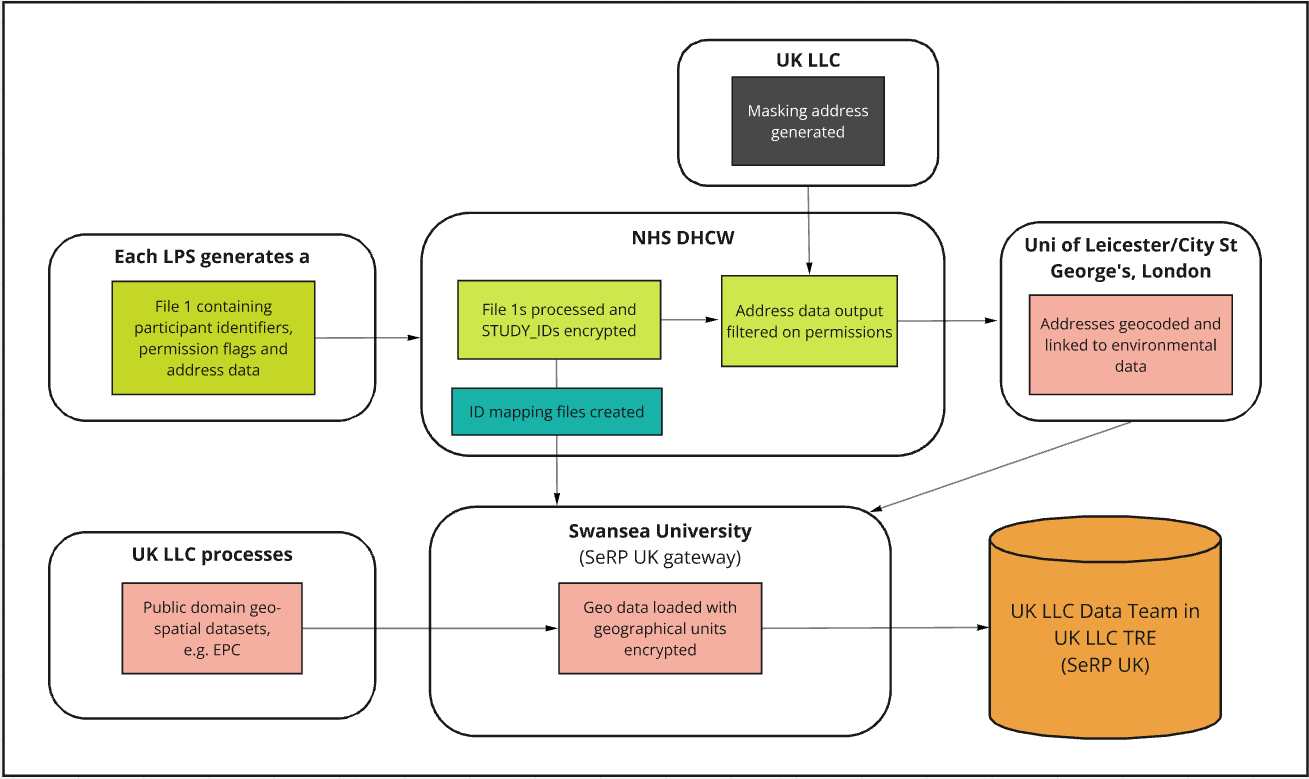 UK LLC
Masking address
generated
Each LPS generates a
File 1 containing
participant identifiers,
permission flags and
address data
NHS DHCW
File 1s processed and
STUDY_IDs encrypted
Address data output
filtered on permissions
ID mapping files created
Uni of Leicester/City St
George's, London
Addresses geocoded and
linked to environmental
data
UK LLC processes
Public domain geo-
spatial datasets,
e.g. EPC
Swansea University
(SeRP UK gateway)
Geo data loaded with
geographical units
encrypted
UK LLC Data Team in
UK LLC TRE
(SeRP UK)